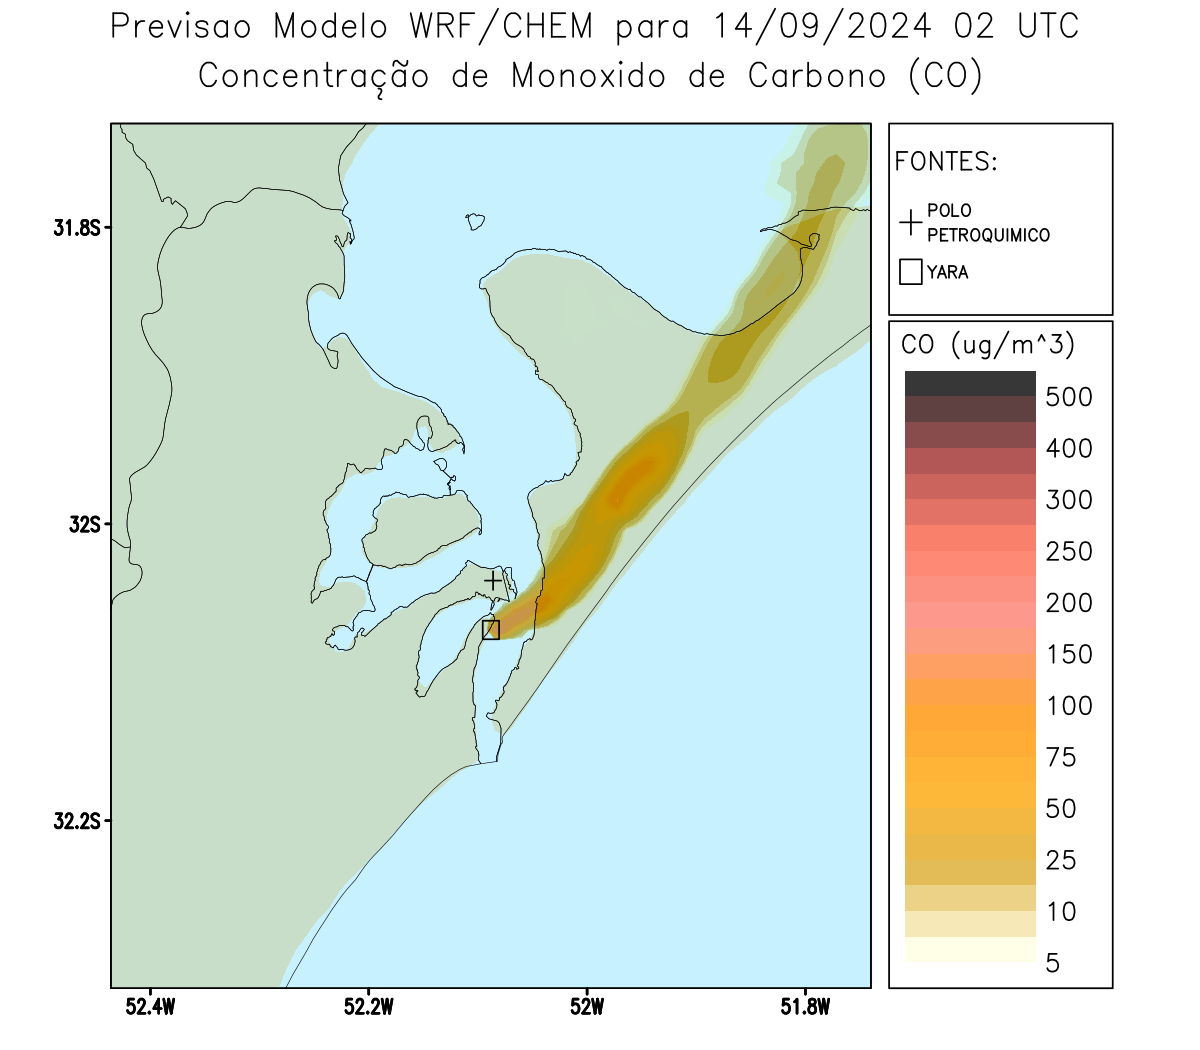 Previsao Modelo WRF/CHEM para 14/09/2024 02 UTC
Concentração de Monoxido de Carbono (CO)
FONTES:
POLO
PETROQUIMICO
YARA
CO (ug/m^3)
500
400
300
250
200
150
100
75
50
25
10
5
31.8S
32S
32.2S
52.4W
52.2W
52W
51.8W